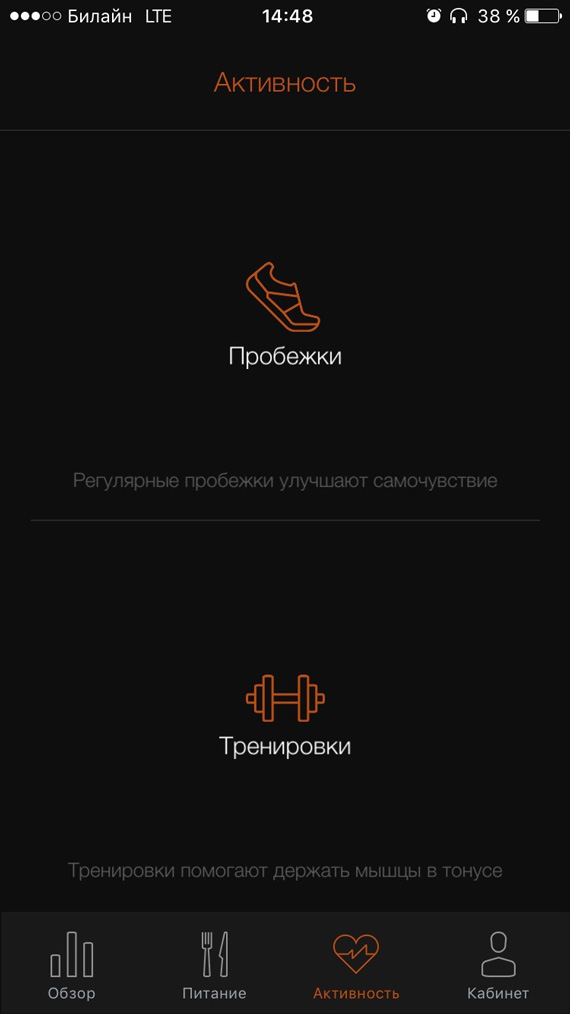 Билайн LTE 14:48 38 %
Активность
Пробежки
Регулярные пробежки улучшают самочувствие
Тренировки
Тренировки помогают держать мышцы в тонусе
Обзор Питание Активность Кабинет